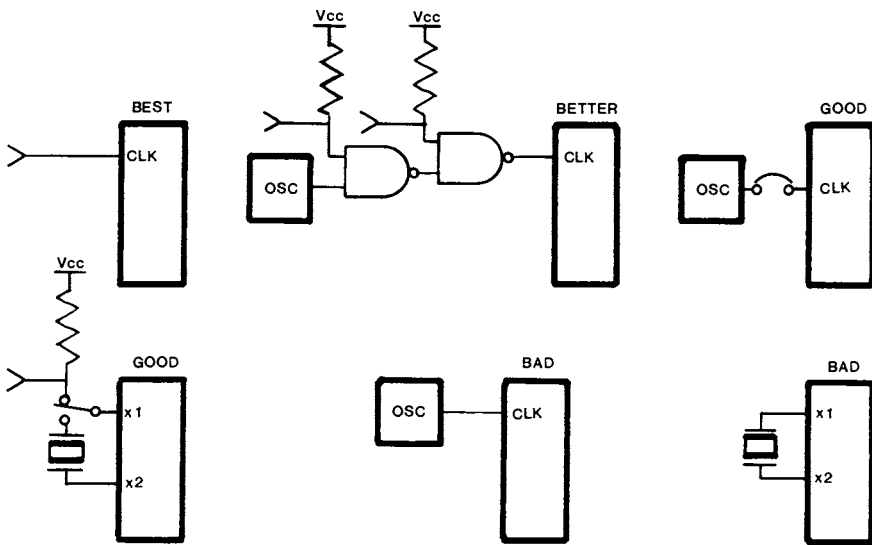 Vcc
Vcc
BEST
BETTER
GOOD
CLK
OSC
CLK
OSC
CLK
Vcc
GOOD
BAD
BAD
x1
x2
OSC
CLK
x1
x2